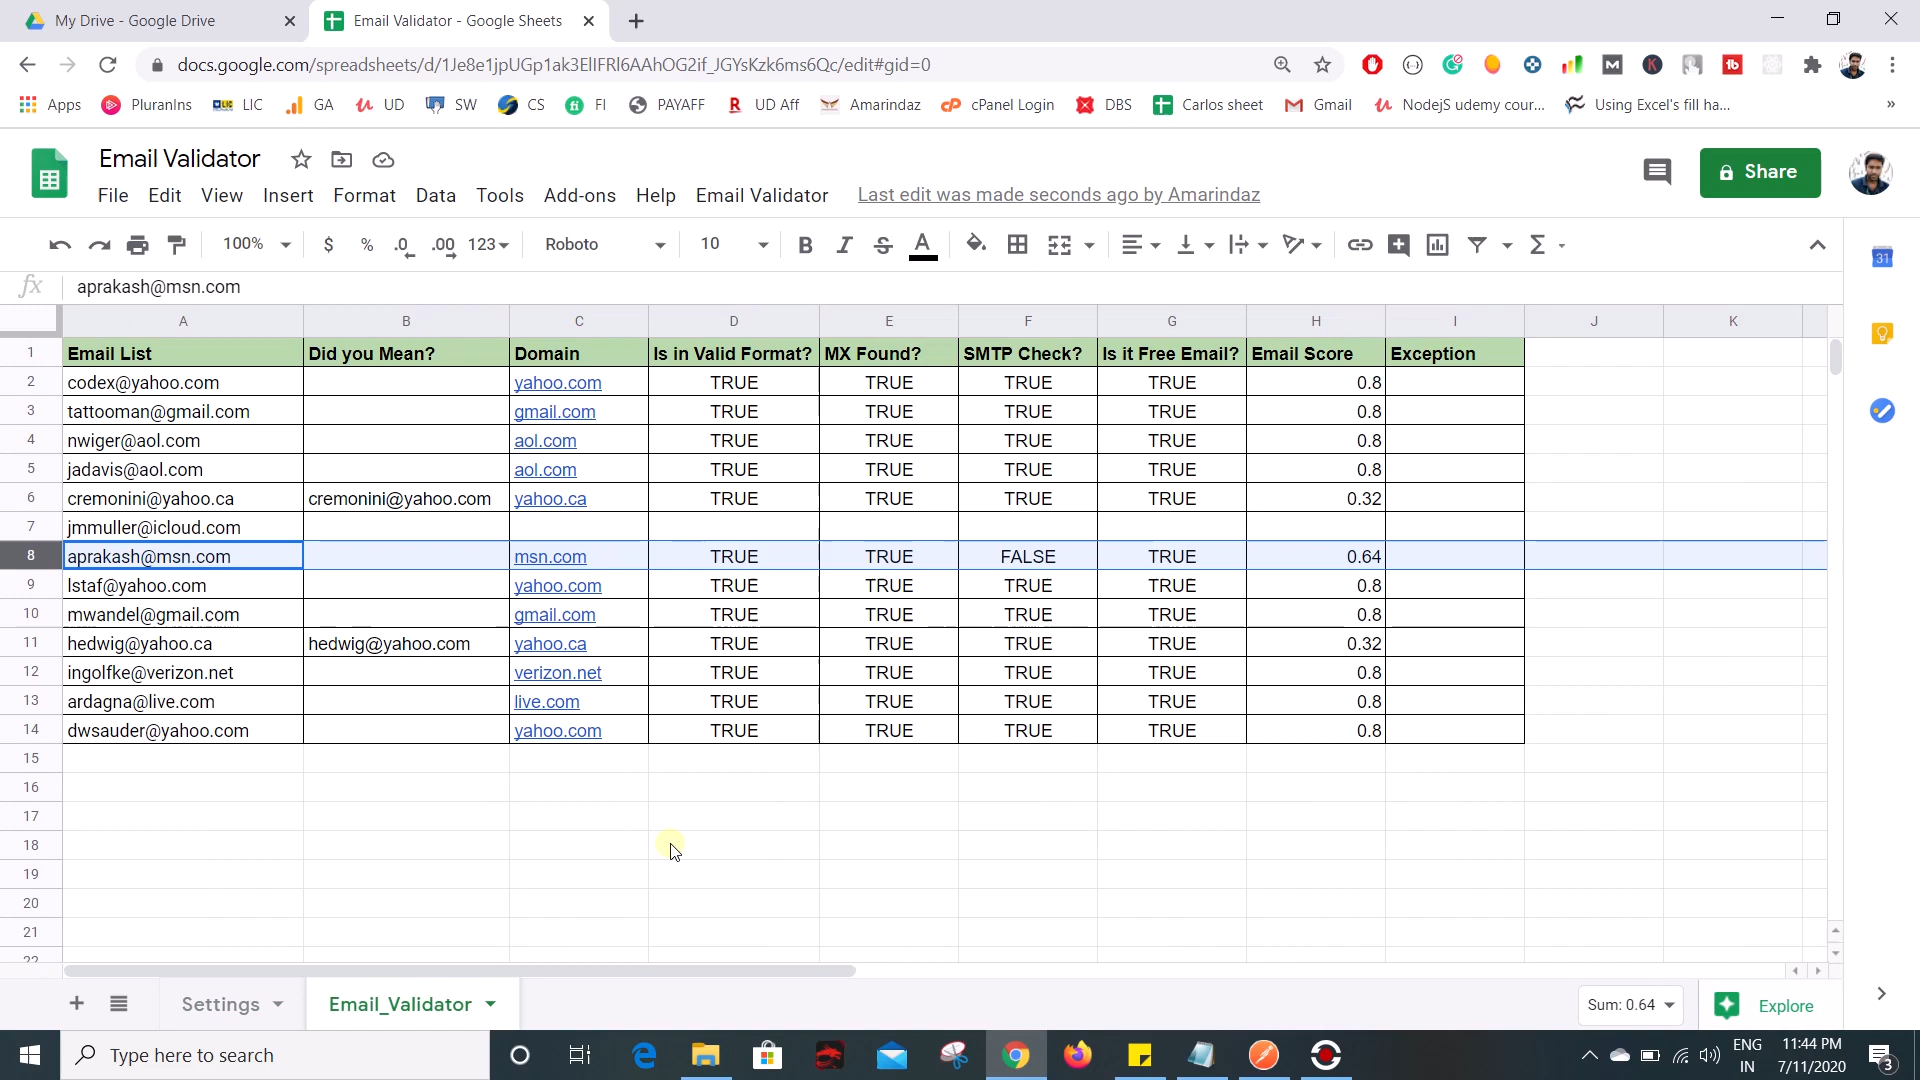 My Drive - Google Drive
Email Validator - Google Sheets
docs.google.com/spreadsheets/d/1Je8e1jpUGp1ak3EllFRl6AAhOG2if_JGYsKzk6ms6Qc/edit#gid=0
Apps PluranIns LIC GA UD SW CS FI PAYAFF UD Aff Amarindaz cPanel Login DBS Carlos sheet Gmail NodejS udemy cour... Using Excel's fill ha... »
Email Validator
Share
File Edit View Insert Format Data Tools Add-ons Help Email Validator Last edit was made seconds ago by Amarindaz
100% $ % .0 .00 123 Roboto 10 B I S A Σ
31
fx aprakash@msn.com
A B C D E F G H I J K
1 Email List Did you Mean? Domain Is in Valid Format? MX Found? SMTP Check? Is it Free Email? Email Score Exception
2 codex@yahoo.com yahoo.com TRUE TRUE TRUE TRUE 0.8
3 tattooman@gmail.com gmail.com TRUE TRUE TRUE TRUE 0.8
4 nwiger@aol.com aol.com TRUE TRUE TRUE TRUE 0.8
5 jadavis@aol.com aol.com TRUE TRUE TRUE TRUE 0.8
6 cremonini@yahoo.ca cremonini@yahoo.com yahoo.ca TRUE TRUE TRUE TRUE 0.32
7 jmmuller@icloud.com
8 aprakash@msn.com msn.com TRUE TRUE FALSE TRUE 0.64
9 lstaf@yahoo.com yahoo.com TRUE TRUE TRUE TRUE 0.8
10 mwandel@gmail.com gmail.com TRUE TRUE TRUE TRUE 0.8
11 hedwig@yahoo.ca hedwig@yahoo.com yahoo.ca TRUE TRUE TRUE TRUE 0.32
12 ingolfke@verizon.net verizon.net TRUE TRUE TRUE TRUE 0.8
13 ardagna@live.com live.com TRUE TRUE TRUE TRUE 0.8
14 dwsauder@yahoo.com yahoo.com TRUE TRUE TRUE TRUE 0.8
15
16
17
18
19
20
21
22
Settings Email_Validator Sum: 0.64 Explore
Type here to search
ENG 11:44 PM
IN 7/11/2020 3